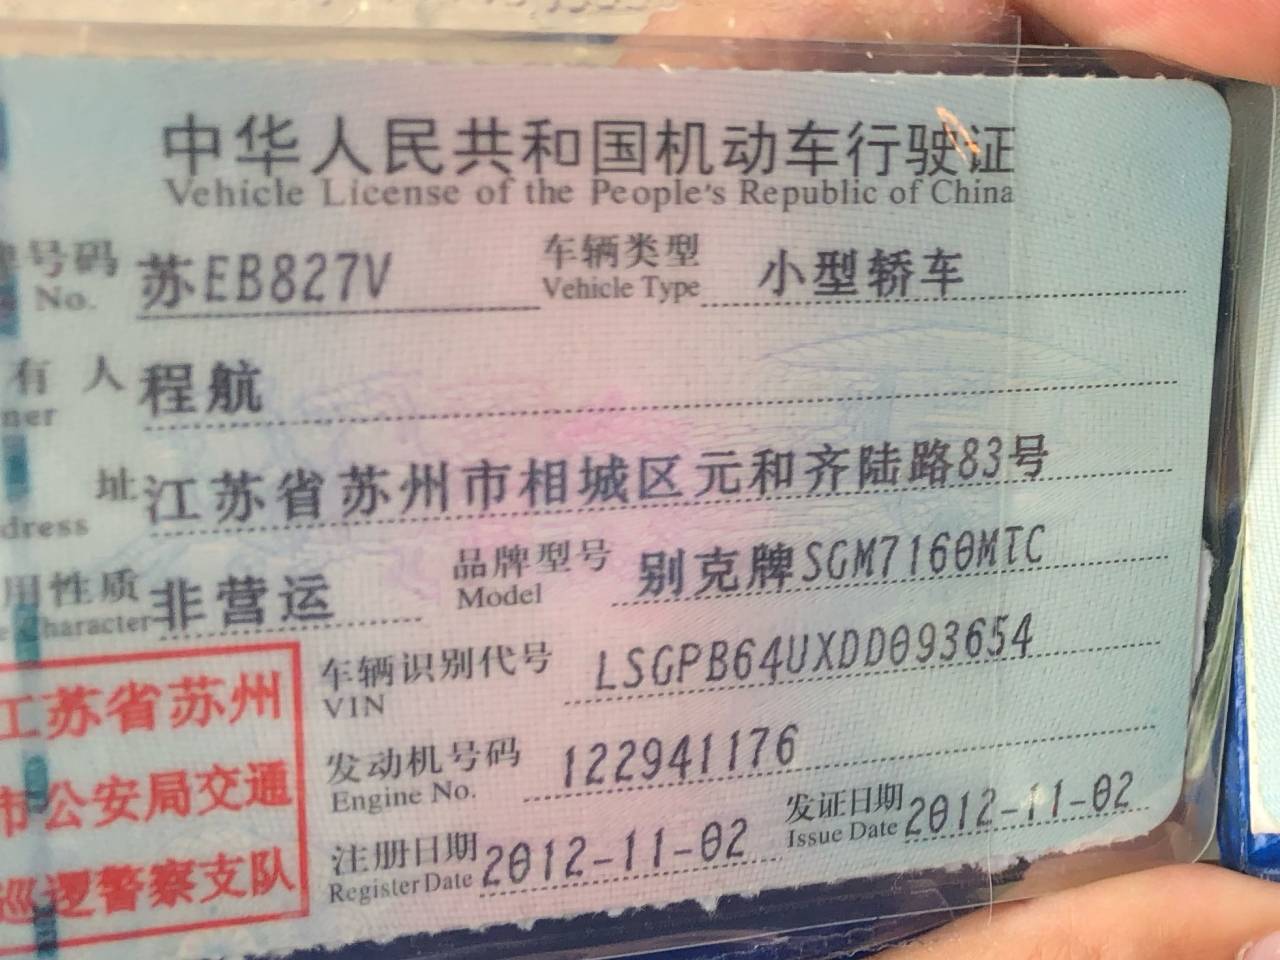 中华人民共和国机动车行驶证
Vehicle License of the People's Republic of China
号码 苏EB827V 车辆类型 小型轿车
No. Vehicle Type
有 人 程航
址 江苏省苏州市相城区元和齐陆路83号
用性质 非营运 品牌型号 别克牌SGM7160MTC
Character Model
江苏省苏州
市公安局交通
巡逻警察支队
车辆识别代号 LSGPB64UXDD093654
VIN
发动机号码 122941176
Engine No.
注册日期 2012-11-02 发证日期 2012-11-02
Register Date Issue Date